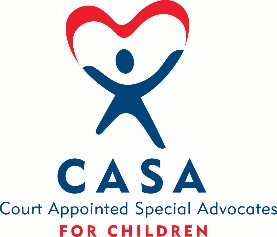 CASA
Court Appointed Special Advocates
FOR CHILDREN